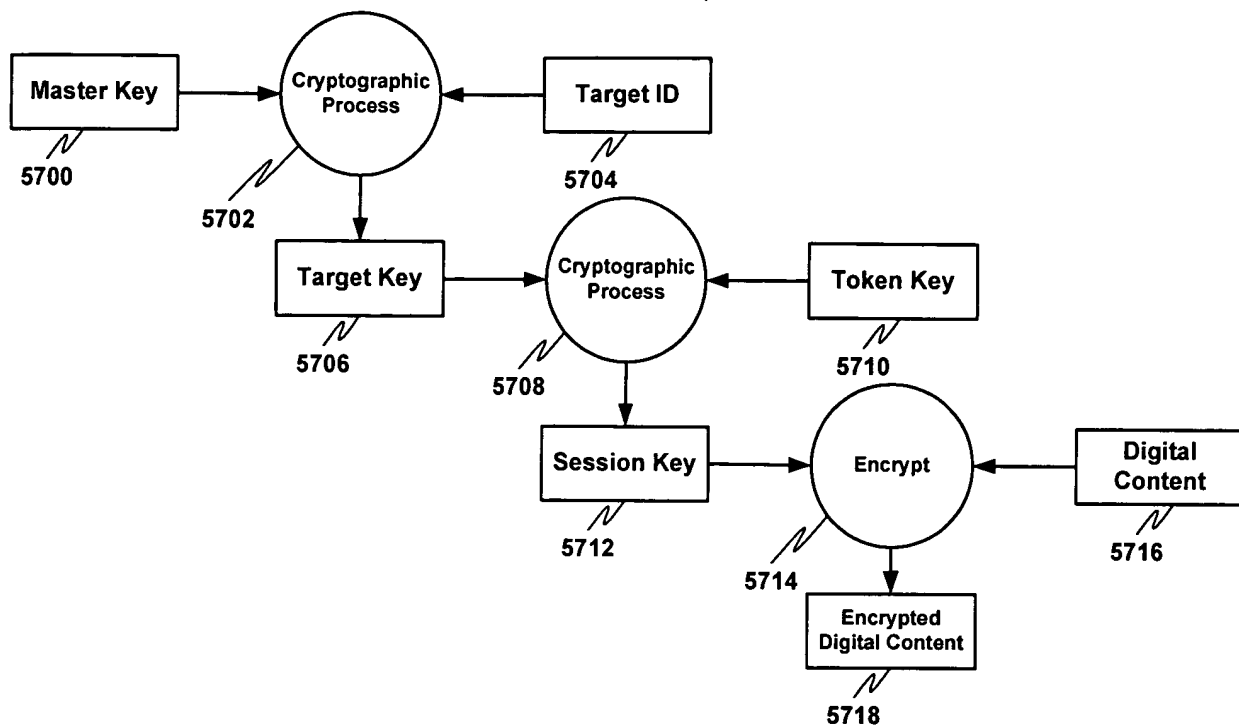 Master Key
Cryptographic
Process
Target ID
5700
5702
5704
Target Key
Cryptographic
Process
Token Key
5706
5708
5710
Session Key
Encrypt
Digital
Content
5712
5714
5716
Encrypted
Digital Content
5718